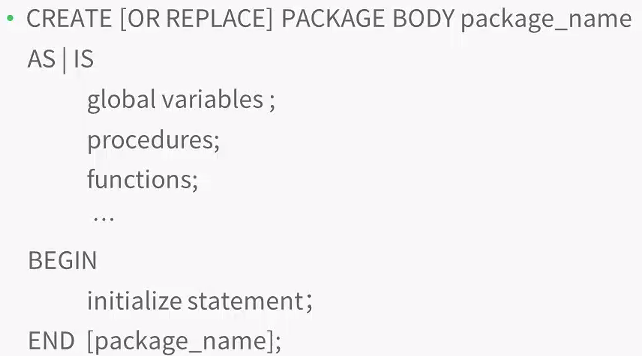 • CREATE [OR REPLACE] PACKAGE BODY package_name
AS | IS
global variables ;
procedures;
functions;
…
BEGIN
initialize statement；
END [package_name];